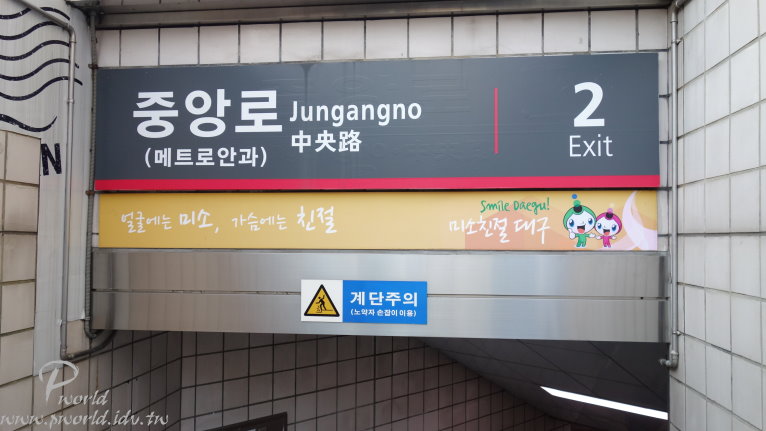 중앙로 Jungangno
(메트로안과) 中央路
2
Exit
얼굴에는 미소, 가슴에는 친절
Smile Daegu!
미소친절 대구
계단주의
(노약자 손잡이 이용)
N
Pworld
www.pworld.idv.tw